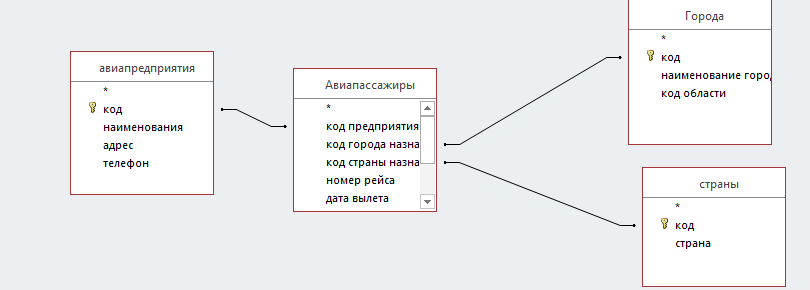 авиапредприятия
*
код
наименования
адрес
телефон
Авиапассажиры
*
код предприятия
код города назна
код страны назна
номер рейса
дата вылета
Города
*
код
наименование горо
код области
страны
*
код
страна